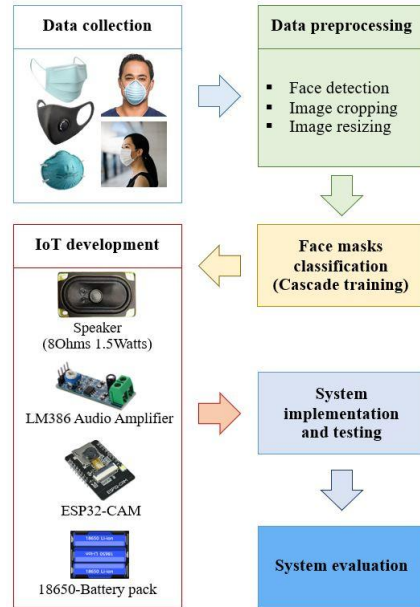 Data collection
Data preprocessing
▪ Face detection
▪ Image cropping
▪ Image resizing
IoT development
Face masks
classification
(Cascade training)
Speaker
(8Ohms 1.5Watts)
LM386 Audio Amplifier
ESP32-CAM
18650-Battery pack
System
implementation
and testing
System evaluation